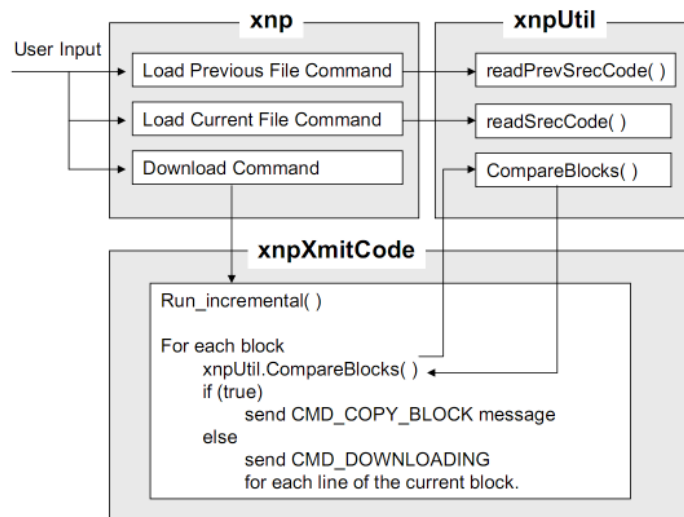 xnp
xnpUtil
User Input
Load Previous File Command
readPrevSrecCode( )
Load Current File Command
readSrecCode( )
Download Command
CompareBlocks( )
xnpXmitCode
Run_incremental( )
For each block
xnpUtil.CompareBlocks( )
if (true)
send CMD_COPY_BLOCK message
else
send CMD_DOWNLOADING
for each line of the current block.